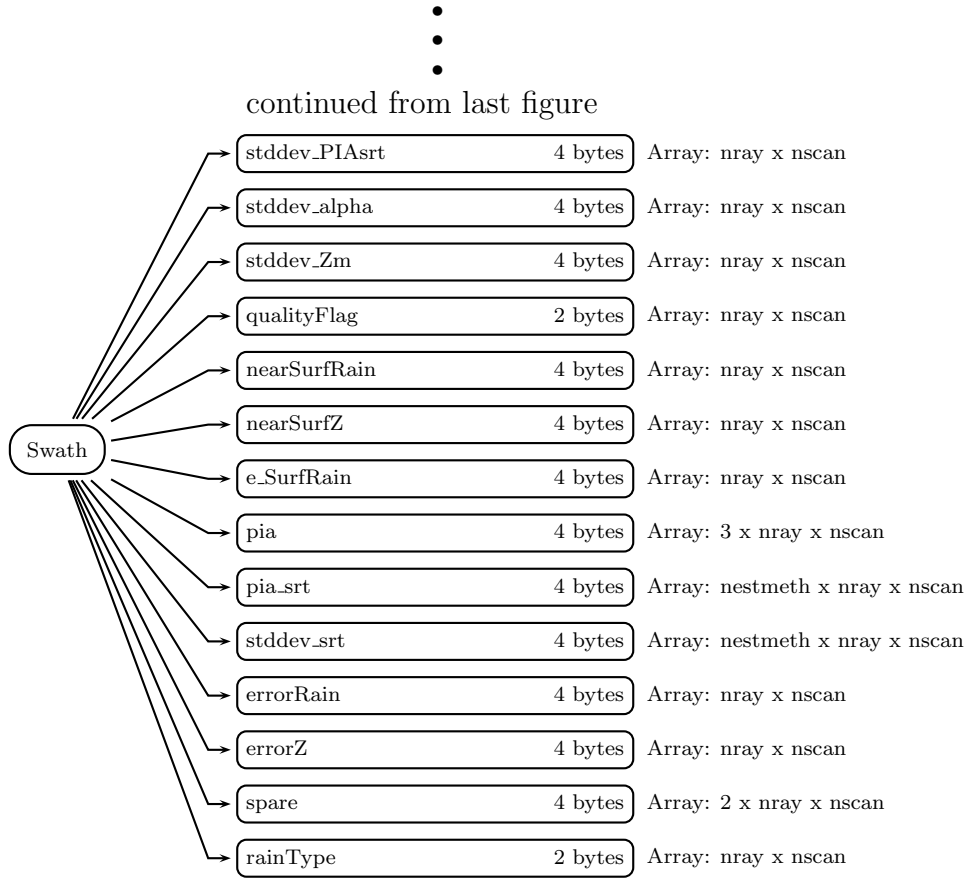 continued from last figure
stddev_PIAsrt 4 bytes Array: nray x nscan
stddev_alpha 4 bytes Array: nray x nscan
stddev_Zm 4 bytes Array: nray x nscan
qualityFlag 2 bytes Array: nray x nscan
nearSurfRain 4 bytes Array: nray x nscan
nearSurfZ 4 bytes Array: nray x nscan
Swath
e_SurfRain 4 bytes Array: nray x nscan
pia 4 bytes Array: 3 x nray x nscan
pia_srt 4 bytes Array: nestmeth x nray x nscan
stddev_srt 4 bytes Array: nestmeth x nray x nscan
errorRain 4 bytes Array: nray x nscan
errorZ 4 bytes Array: nray x nscan
spare 4 bytes Array: 2 x nray x nscan
rainType 2 bytes Array: nray x nscan